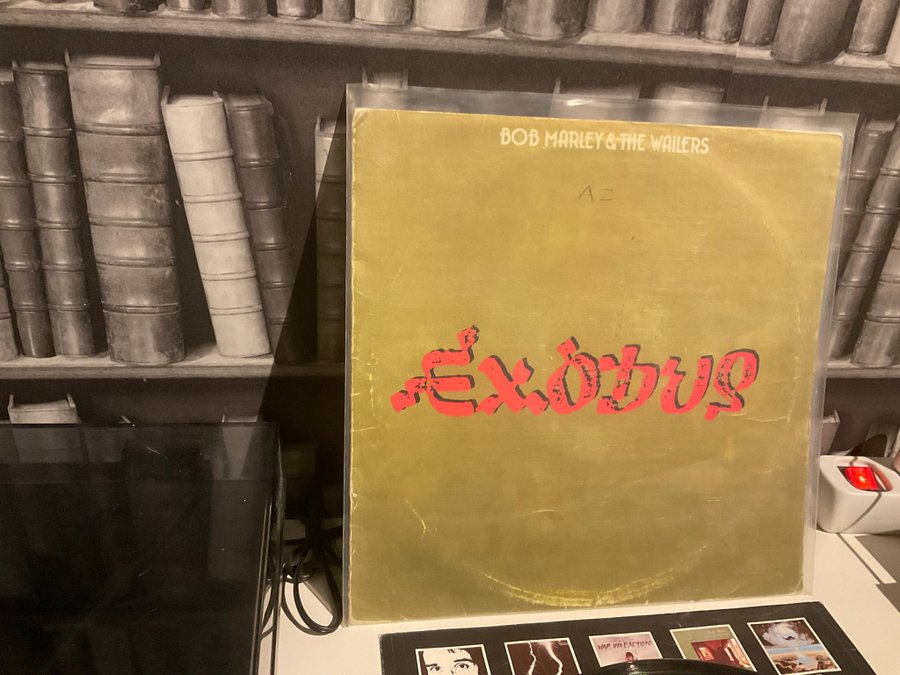 BOB MARLEY & THE WAILERS
AZ
Exodus